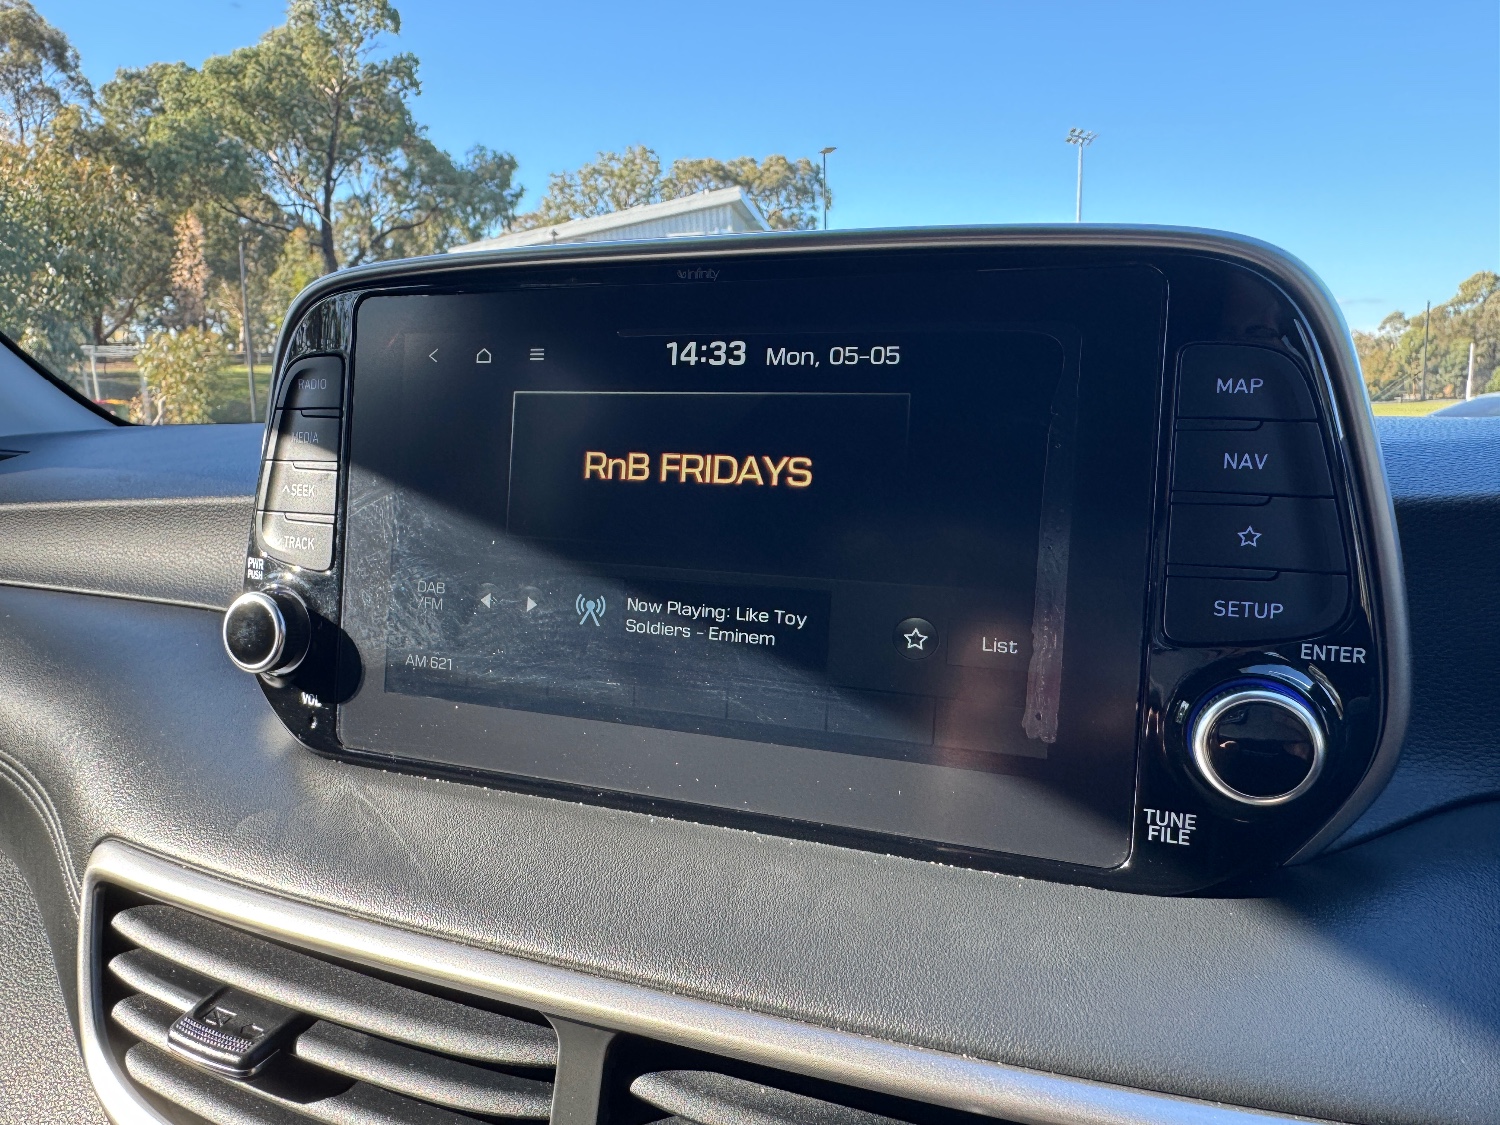 infinity
14:33 Mon, 05-05
RnB FRIDAYS
DAB
/FM
Now Playing: Like Toy
Soldiers - Eminem
List
AM 621
RADIO
MEDIA
SEEK
TRACK
PWR
PUSH
VOL
MAP
NAV
SETUP
ENTER
TUNE
FILE